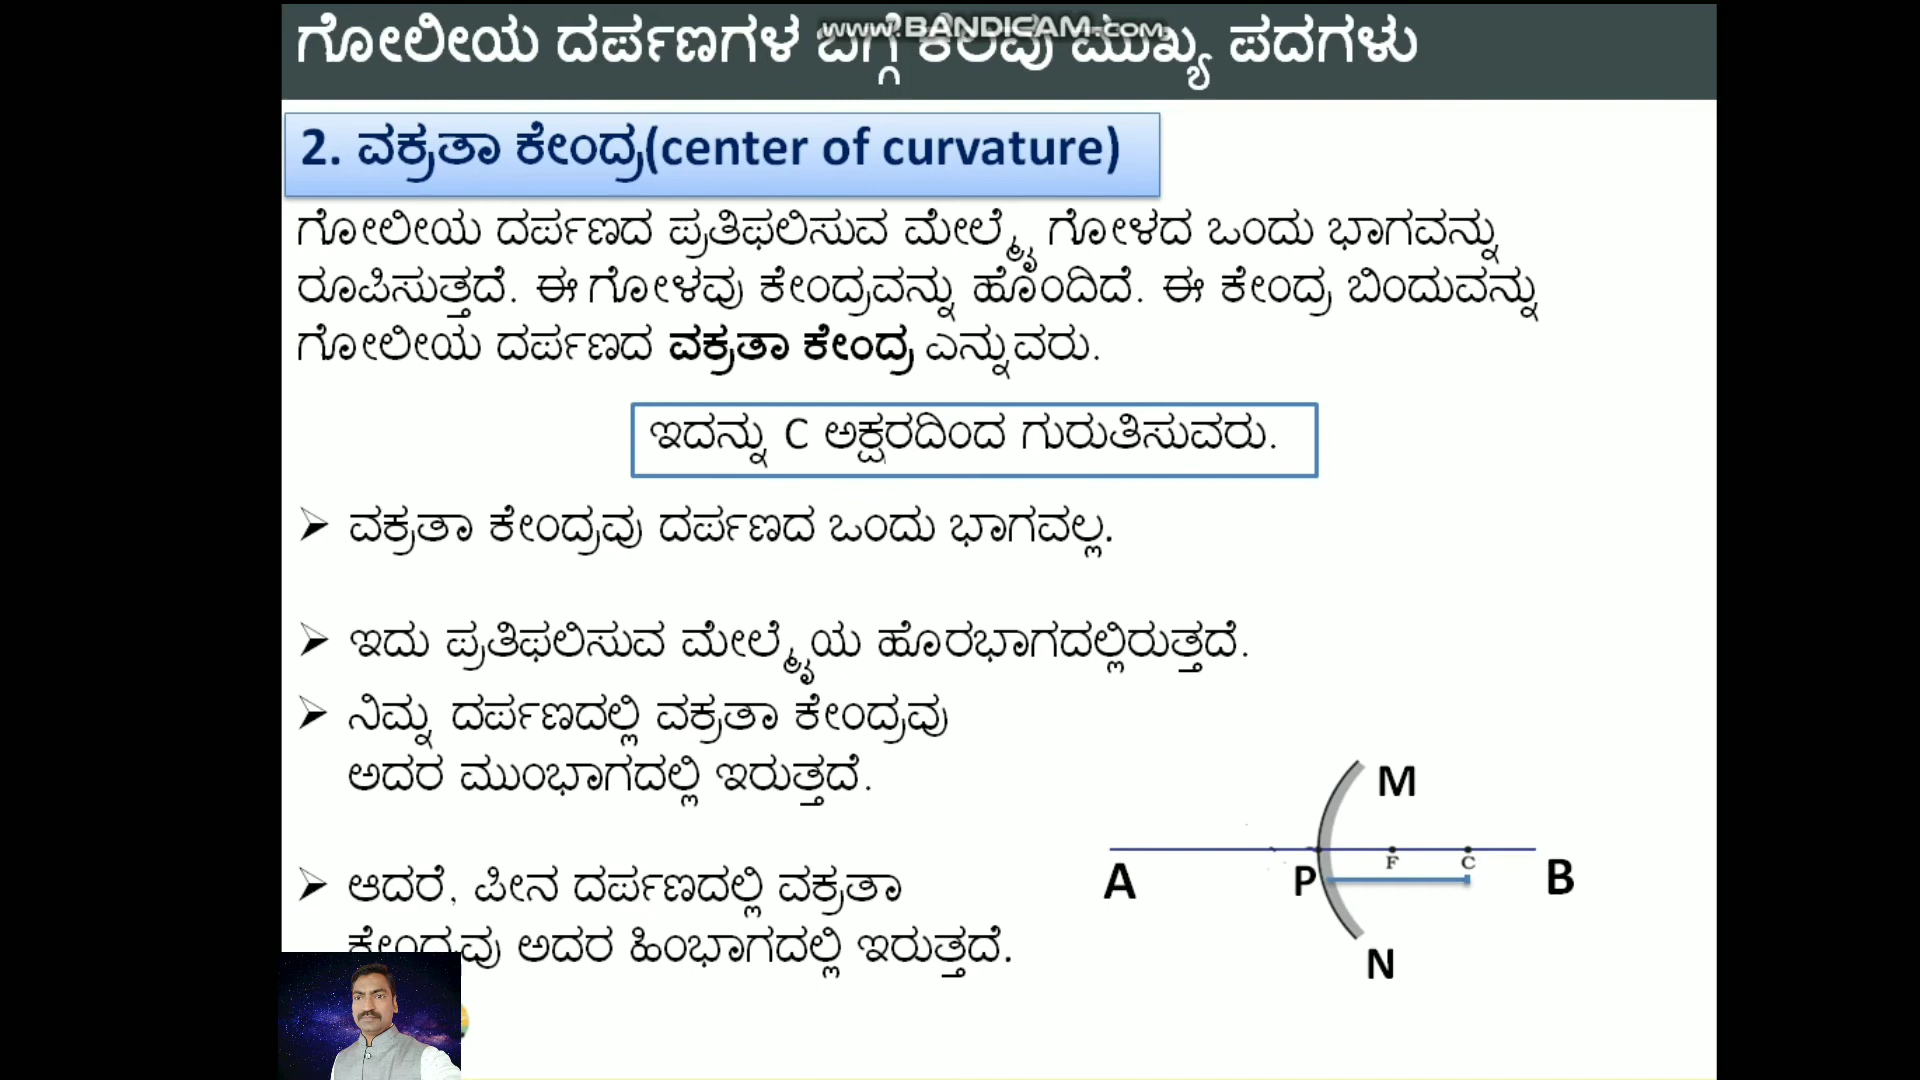 ಗೋಲೀಯ ದರ್ಪಣಗಳ ಬಗ್ಗೆ ಕೆಲವು ಮುಖ್ಯ ಪದಗಳು
www.BANDICAM.com
2. ವಕ್ರತಾ ಕೇಂದ್ರ(center of curvature)
ಗೋಲೀಯ ದರ್ಪಣದ ಪ್ರತಿಫಲಿಸುವ ಮೇಲ್ಮೈ ಗೋಳದ ಒಂದು ಭಾಗವನ್ನು
ರೂಪಿಸುತ್ತದೆ. ಈ ಗೋಳವು ಕೇಂದ್ರವನ್ನು ಹೊಂದಿದೆ. ಈ ಕೇಂದ್ರ ಬಿಂದುವನ್ನು
ಗೋಲೀಯ ದರ್ಪಣದ ವಕ್ರತಾ ಕೇಂದ್ರ ಎನ್ನುವರು.
ಇದನ್ನು C ಅಕ್ಷರದಿಂದ ಗುರುತಿಸುವರು.
➢ ವಕ್ರತಾ ಕೇಂದ್ರವು ದರ್ಪಣದ ಒಂದು ಭಾಗವಲ್ಲ.
➢ ಇದು ಪ್ರತಿಫಲಿಸುವ ಮೇಲ್ಮೈಯ ಹೊರಭಾಗದಲ್ಲಿರುತ್ತದೆ.
➢ ನಿಮ್ನ ದರ್ಪಣದಲ್ಲಿ ವಕ್ರತಾ ಕೇಂದ್ರವು
ಅದರ ಮುಂಭಾಗದಲ್ಲಿ ಇರುತ್ತದೆ.
➢ ಆದರೆ, ಪೀನ ದರ್ಪಣದಲ್ಲಿ ವಕ್ರತಾ
ಕೇಂದ್ರವು ಅದರ ಹಿಂಭಾಗದಲ್ಲಿ ಇರುತ್ತದೆ.
M
F C
A P B
N